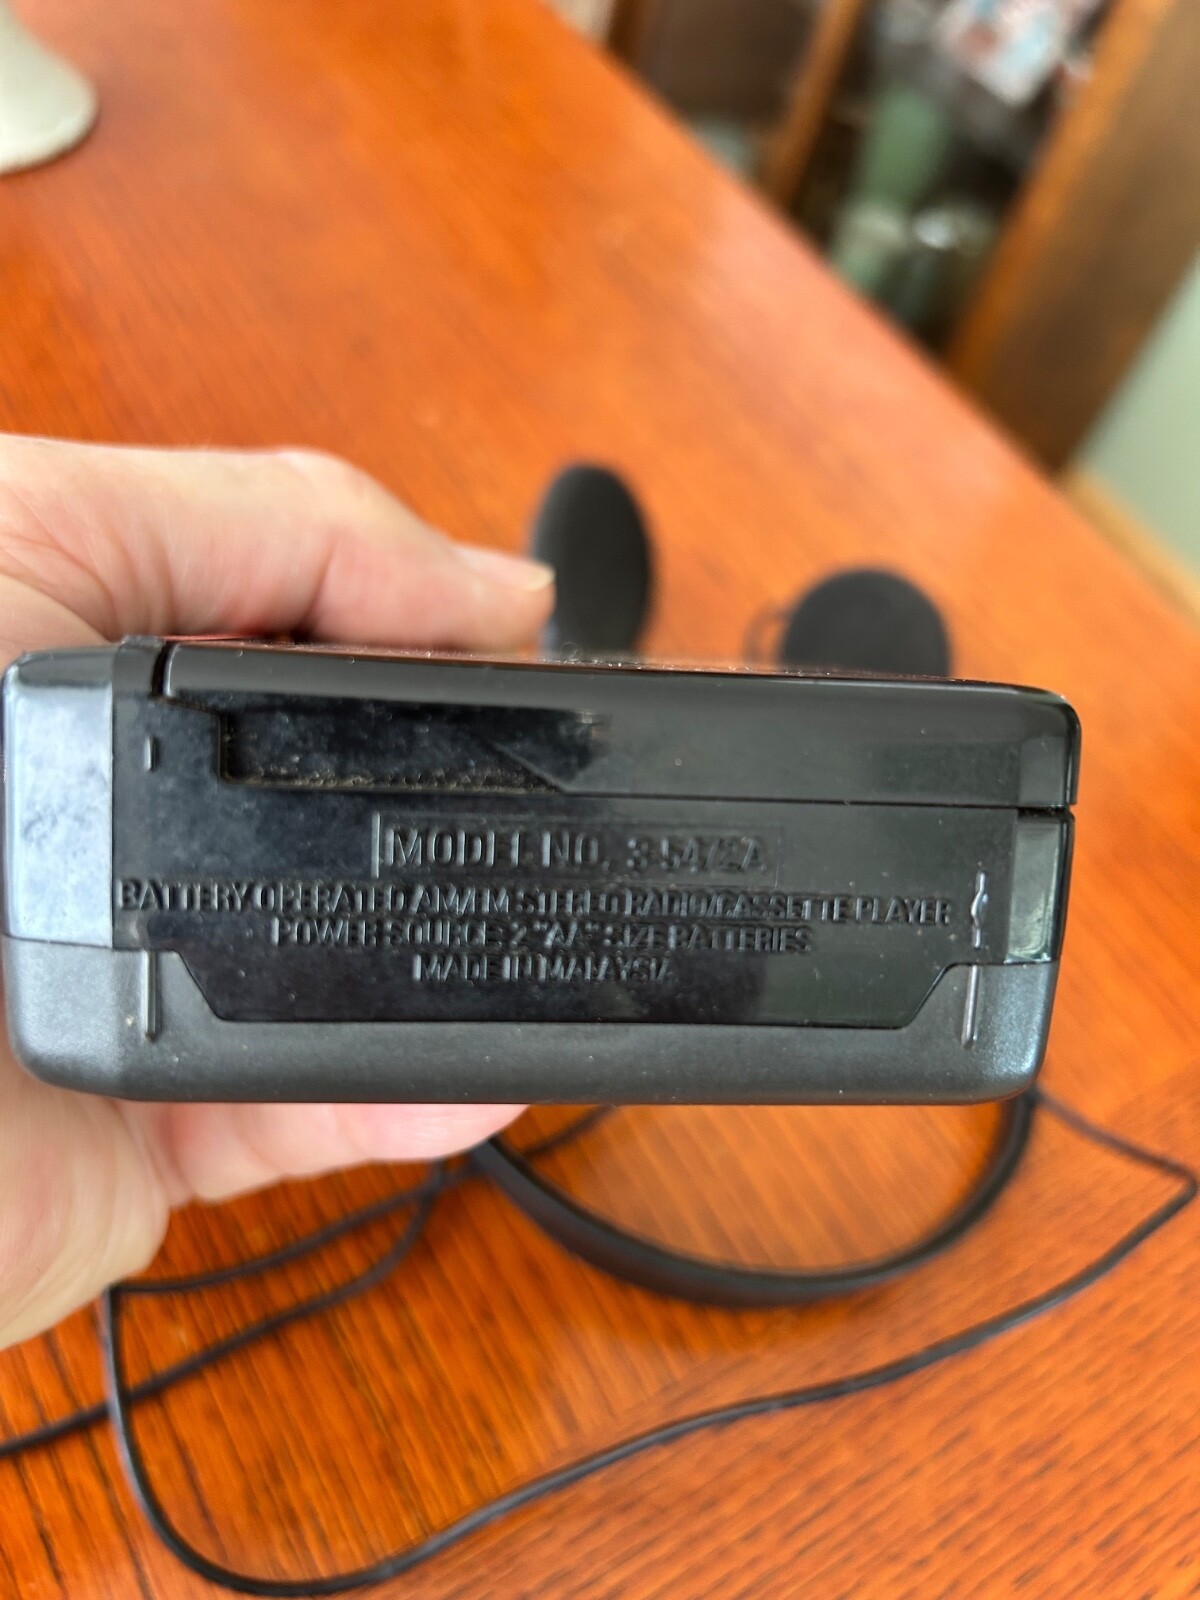 MODEL NO. 3-5472A
BATTERY OPERATED AM/FM STEREO RADIO/CASSETTE PLAYER
POWER SOURCE: 2 "AA" SIZE BATTERIES
MADE IN MALAYSIA